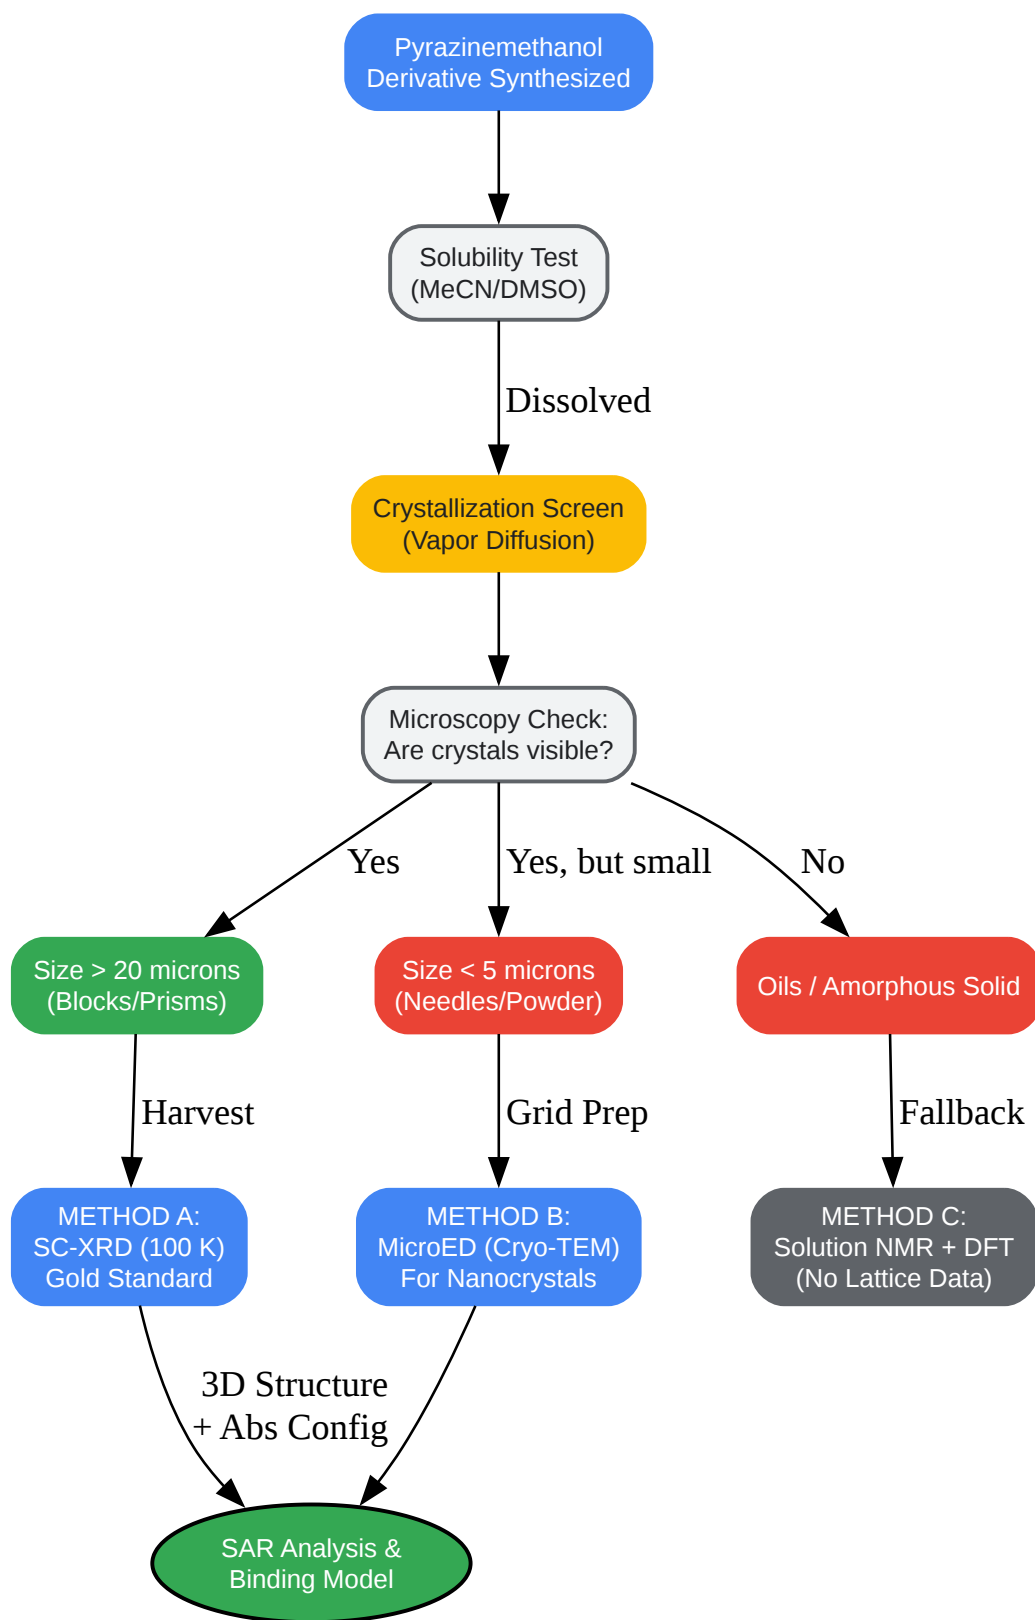 Pyrazinemethanol
Derivative Synthesized
Solubility Test
(MeCN/DMSO)
Dissolved
Crystallization Screen
(Vapor Diffusion)
Microscopy Check:
Are crystals visible?
Yes
Yes, but small
No
Size > 20 microns
(Blocks/Prisms)
Size < 5 microns
(Needles/Powder)
Oils / Amorphous Solid
Harvest
Grid Prep
Fallback
METHOD A:
SC-XRD (100 K)
Gold Standard
METHOD B:
MicroED (Cryo-TEM)
For Nanocrystals
METHOD C:
Solution NMR + DFT
(No Lattice Data)
3D Structure
+ Abs Config
SAR Analysis &
Binding Model